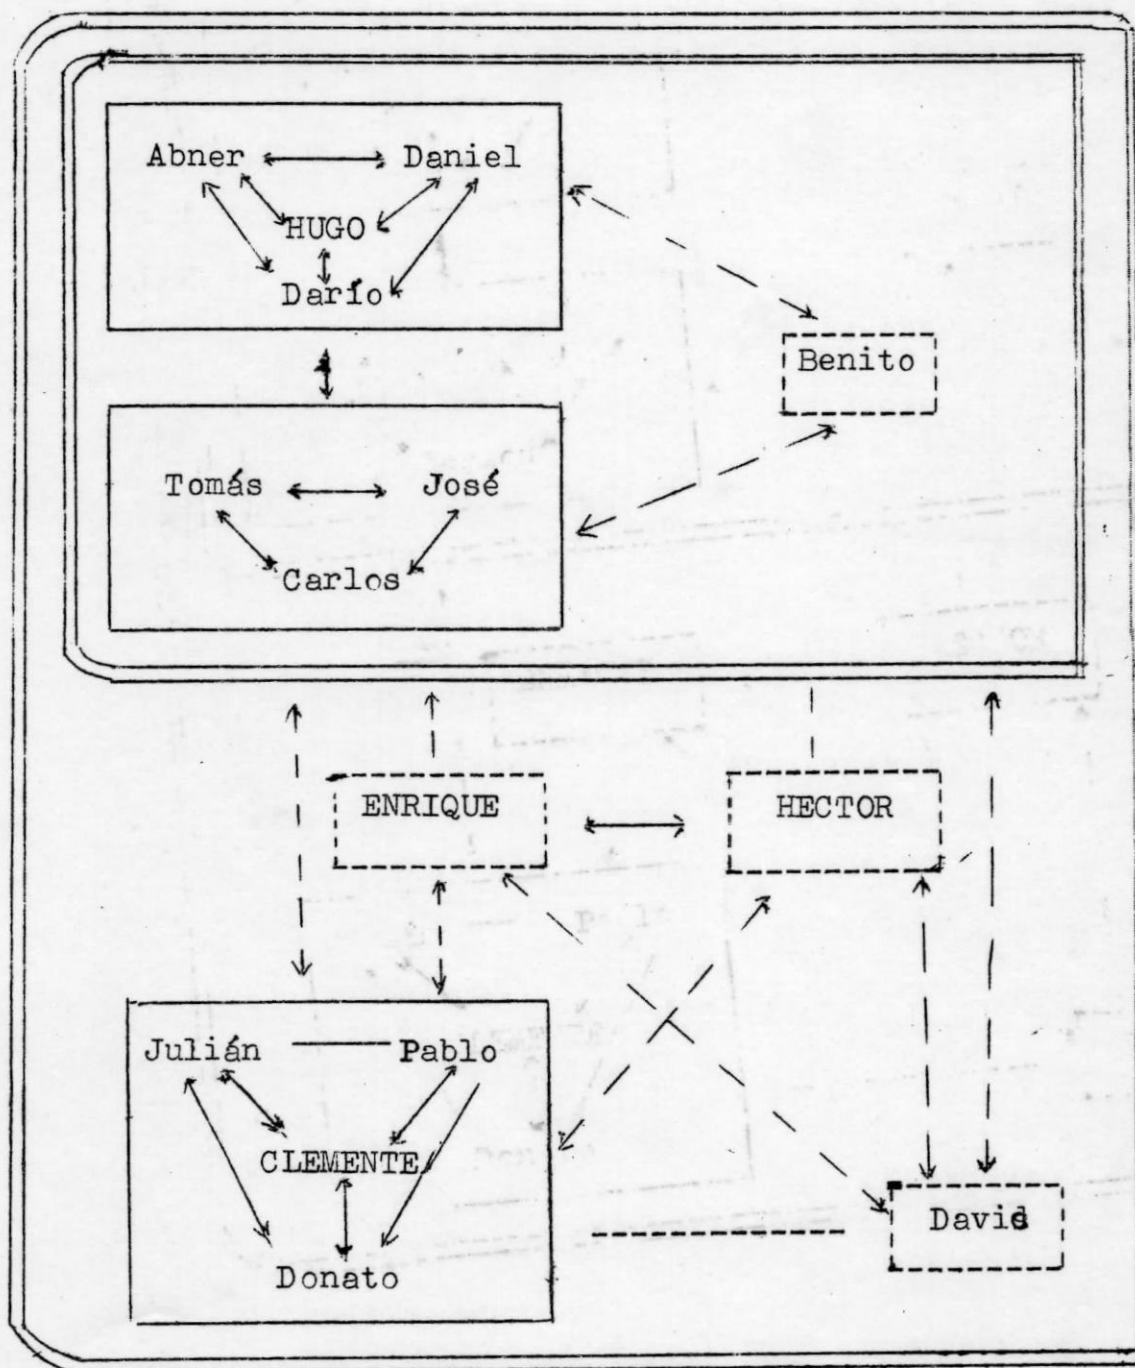 Abner Daniel
HUGO
Darío
Benito
Tomás José
Carlos
ENRIQUE HECTOR
Julián Pablo
CLEMENTE
David
Donato